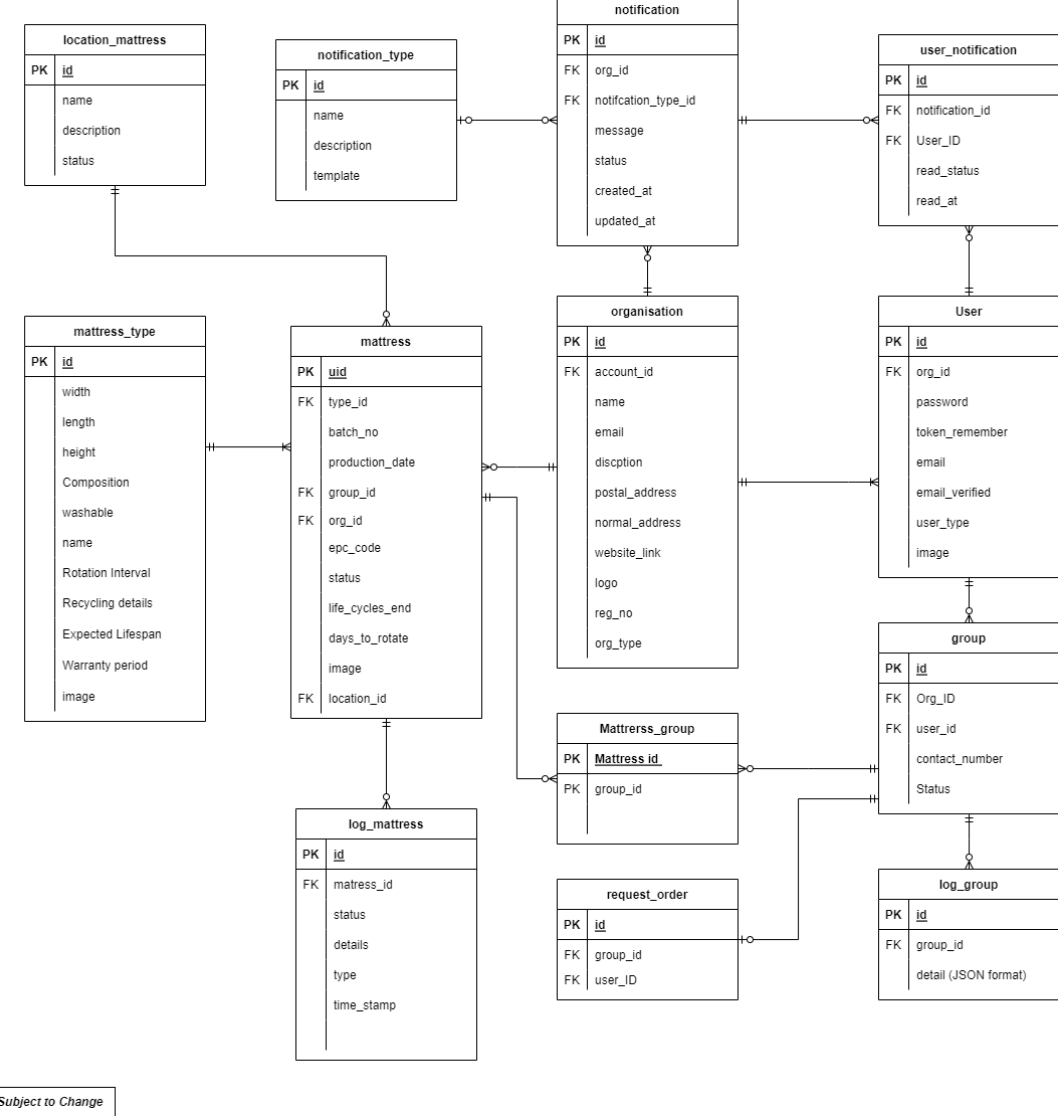 location_mattress
PK id
name
description
status
notification_type
PK id
name
description
template
notification
PK id
FK org_id
FK notifcation_type_id
message
status
created_at
updated_at
user_notification
PK id
FK notification_id
FK User_ID
read_status
read_at
mattress_type
PK id
width
length
height
Composition
washable
name
Rotation Interval
Recycling details
Expected Lifespan
Warranty period
image
mattress
PK uid
FK type_id
batch_no
production_date
FK group_id
FK org_id
epc_code
status
life_cycles_end
days_to_rotate
image
FK location_id
organisation
PK id
FK account_id
name
email
discption
postal_address
normal_address
website_link
logo
reg_no
org_type
User
PK id
FK org_id
password
token_remember
email
email_verified
user_type
image
group
PK id
FK Org_ID
FK user_id
contact_number
Status
Mattrerss_group
PK Mattress id
PK group_id
log_mattress
PK id
FK matress_id
status
details
type
time_stamp
request_order
PK id
FK group_id
FK user_ID
log_group
PK id
FK group_id
detail (JSON format)
Subject to Change